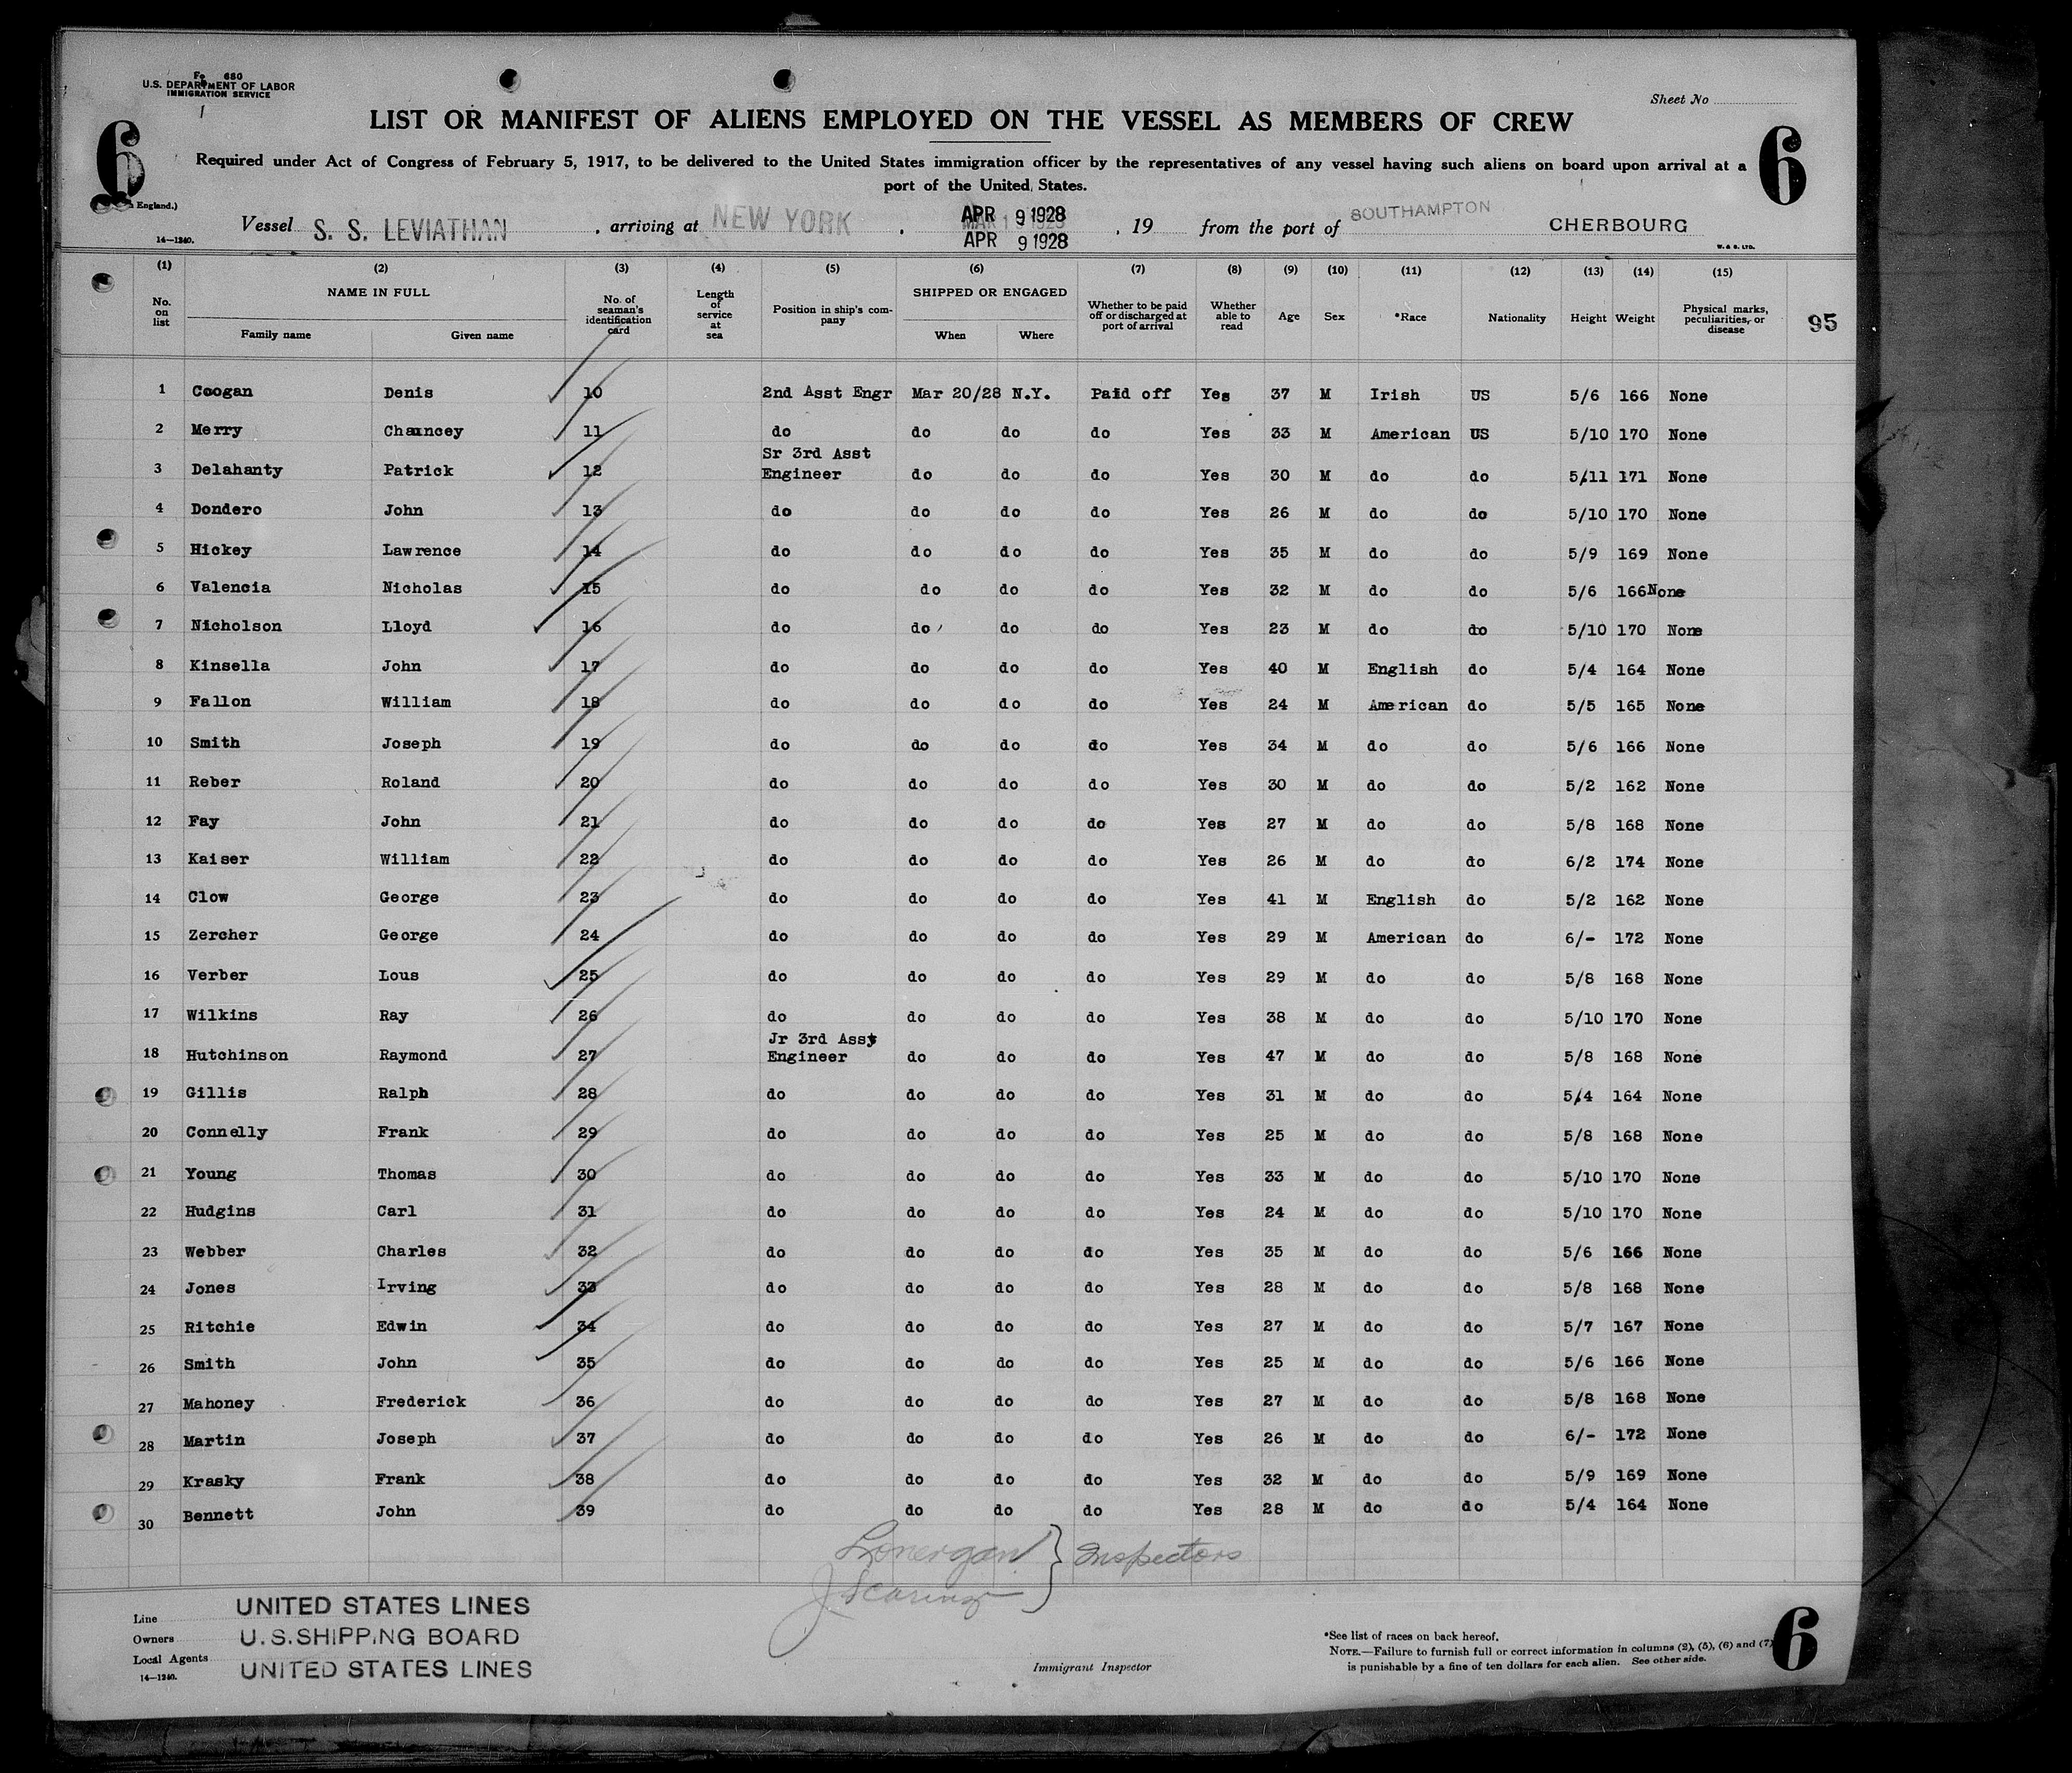 Fo 680
U.S. DEPARTMENT OF LABOR
IMMIGRATION SERVICE
Sheet No
LIST OR MANIFEST OF ALIENS EMPLOYED ON THE VESSEL AS MEMBERS OF CREW
6 6
Required under Act of Congress of February 5, 1917, to be delivered to the United States immigration officer by the representatives of any vessel having such aliens on board upon arrival at a
port of the United States.
England.)
APR 9 1928
Vessel S. S. LEVIATHAN , arriving at NEW YORK , APR 9 1928 , 19 from the port of SOUTHAMPTON CHERBOURG
14—1240. W. & S. LTD.
(1) (2) (3) (4) (5) (6) (7) (8) (9) (10) (11) (12) (13) (14) (15)
No. on list NAME IN FULL Family name Given name No. of seaman's identification card Length of service at sea Position in ship's company SHIPPED OR ENGAGED When Where Whether to be paid off or discharged at port of arrival Whether able to read Age Sex *Race Nationality Height Weight Physical marks, peculiarities, or disease 95
1 Coogan Denis 10 2nd Asst Engr Mar 20/28 N.Y. Paid off Yes 37 M Irish US 5/6 166 None
2 Merry Chauncey 11 do do do do Yes 33 M American US 5/10 170 None
3 Delahanty Patrick 12 Sr 3rd Asst Engineer do do do Yes 30 M do do 5/11 171 None
4 Dondero John 13 do do do do Yes 26 M do do 5/10 170 None
5 Hickey Lawrence 14 do do do do Yes 35 M do do 5/9 169 None
6 Valencia Nicholas 15 do do do do Yes 32 M do do 5/6 166 None
7 Nicholson Lloyd 16 do do do do Yes 23 M do do 5/10 170 None
8 Kinsella John 17 do do do do Yes 40 M English do 5/4 164 None
9 Fallon William 18 do do do do Yes 24 M American do 5/5 165 None
10 Smith Joseph 19 do do do do Yes 34 M do do 5/6 166 None
11 Reber Roland 20 do do do do Yes 30 M do do 5/2 162 None
12 Fay John 21 do do do do Yes 27 M do do 5/8 168 None
13 Kaiser William 22 do do do do Yes 26 M do do 6/2 174 None
14 Clow George 23 do do do do Yes 41 M English do 5/2 162 None
15 Zercher George 24 do do do do Yes 29 M American do 6/- 172 None
16 Verber Lous 25 do do do do Yes 29 M do do 5/8 168 None
17 Wilkins Ray 26 do do do do Yes 38 M do do 5/10 170 None
18 Hutchinson Raymond 27 Jr 3rd Asst Engineer do do do Yes 47 M do do 5/8 168 None
19 Gillis Ralph 28 do do do do Yes 31 M do do 5/4 164 None
20 Connelly Frank 29 do do do do Yes 25 M do do 5/8 168 None
21 Young Thomas 30 do do do do Yes 33 M do do 5/10 170 None
22 Hudgins Carl 31 do do do do Yes 24 M do do 5/10 170 None
23 Webber Charles 32 do do do do Yes 35 M do do 5/6 166 None
24 Jones Irving 33 do do do do Yes 28 M do do 5/8 168 None
25 Ritchie Edwin 34 do do do do Yes 27 M do do 5/7 167 None
26 Smith John 35 do do do do Yes 25 M do do 5/6 166 None
27 Mahoney Frederick 36 do do do do Yes 27 M do do 5/8 168 None
28 Martin Joseph 37 do do do do Yes 26 M do do 6/- 172 None
29 Krasky Frank 38 do do do do Yes 32 M do do 5/9 169 None
30 Bennett John 39 do do do do Yes 28 M do do 5/4 164 None
Lonergan } Inspectors
Line UNITED STATES LINES
Owners U.S. SHIPPING BOARD
Local Agents UNITED STATES LINES
14—1240.
Immigrant Inspector
*See list of races on back hereof.
NOTE.—Failure to furnish full or correct information in columns (2), (5), (6) and (7)
is punishable by a fine of ten dollars for each alien. See other side.
6